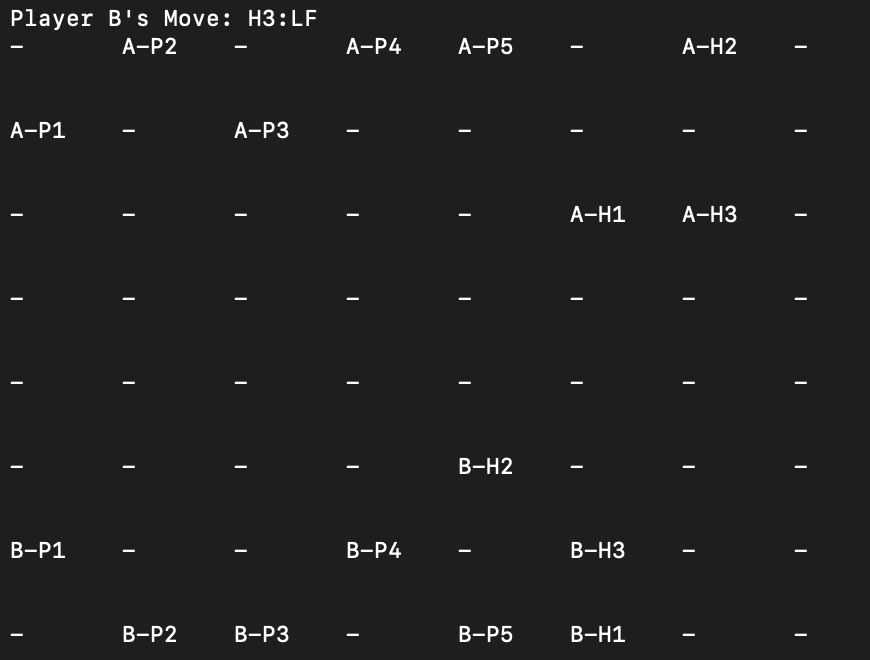 Player B's Move: H3:LF
- A-P2 - A-P4 A-P5 - A-H2 -
A-P1 - A-P3 - - - - -
- - - - - A-H1 A-H3 -
- - - - - - - -
- - - - - - - -
- - - - B-H2 - - -
B-P1 - - B-P4 - B-H3 - -
- B-P2 B-P3 - B-P5 B-H1 - -